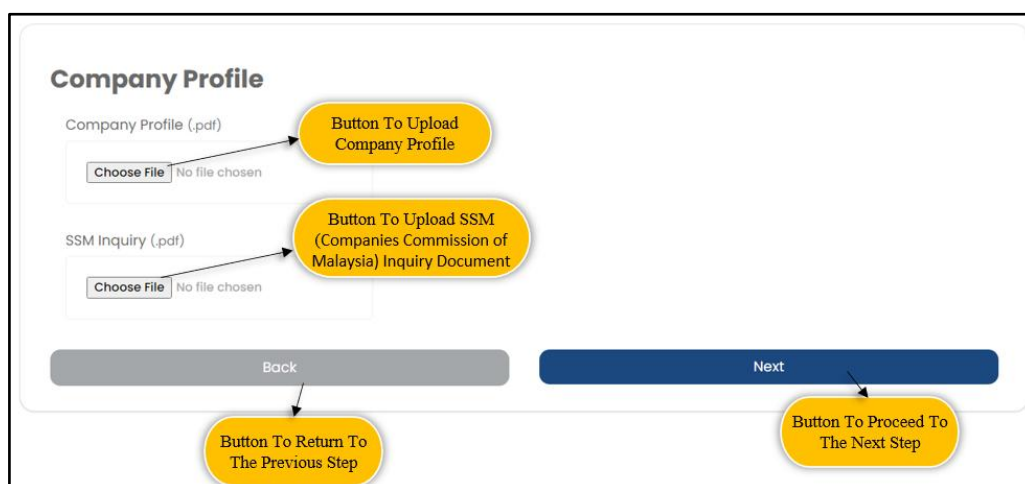 Company Profile
Company Profile (.pdf)
Button To Upload
Company Profile
Choose File No file chosen
SSM Inquiry (.pdf)
Button To Upload SSM
(Companies Commission of
Malaysia) Inquiry Document
Choose File No file chosen
Back
Next
Button To Return To
The Previous Step
Button To Proceed To
The Next Step